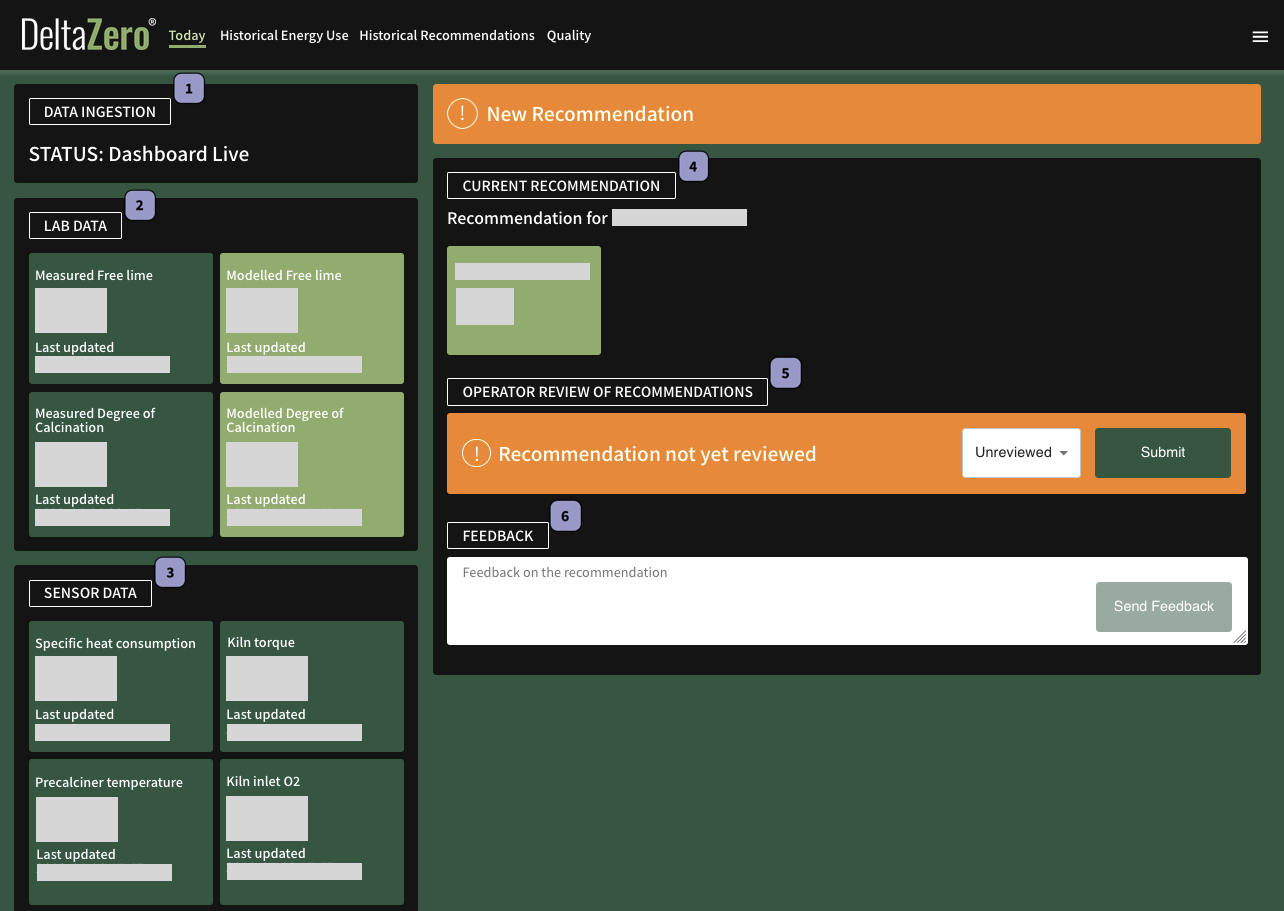 DeltaZero®
Today Historical Energy Use Historical Recommendations Quality
1
DATA INGESTION
STATUS: Dashboard Live
2
LAB DATA
Measured Free lime
Last updated
Modelled Free lime
Last updated
Measured Degree of
Calcination
Last updated
Modelled Degree of
Calcination
Last updated
3
SENSOR DATA
Specific heat consumption
Last updated
Kiln torque
Last updated
Precalciner temperature
Last updated
Kiln inlet O2
Last updated
! New Recommendation
4
CURRENT RECOMMENDATION
Recommendation for
5
OPERATOR REVIEW OF RECOMMENDATIONS
! Recommendation not yet reviewed
Unreviewed
Submit
6
FEEDBACK
Feedback on the recommendation
Send Feedback